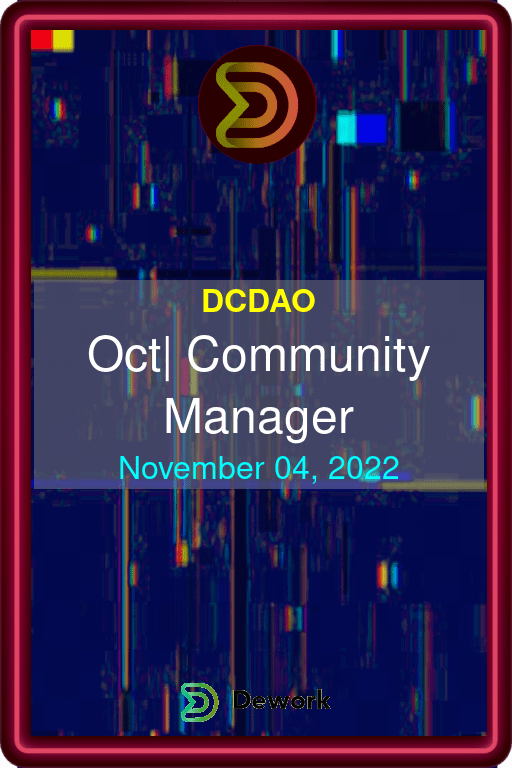 DCDAO
Oct| Community
Manager
November 04, 2022
Dework